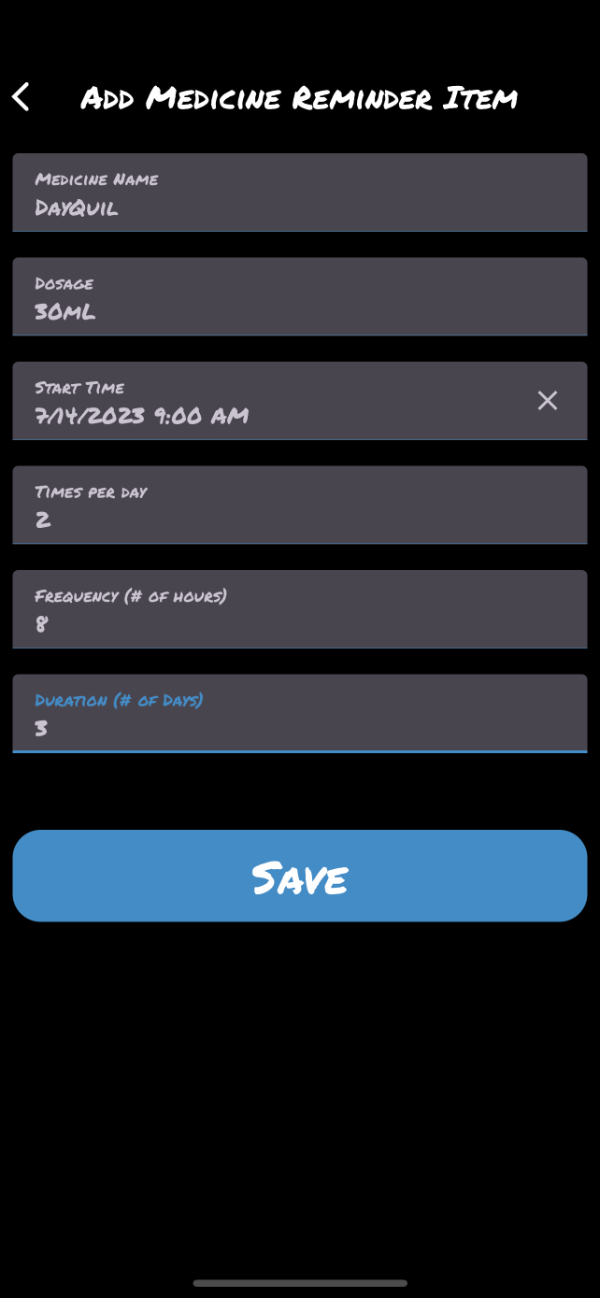 Add Medicine Reminder Item
Medicine Name
DayQuil
Dosage
30mL
Start Time
7/14/2023 9:00 AM
Times per day
2
Frequency (# of hours)
8
Duration (# of Days)
3
Save